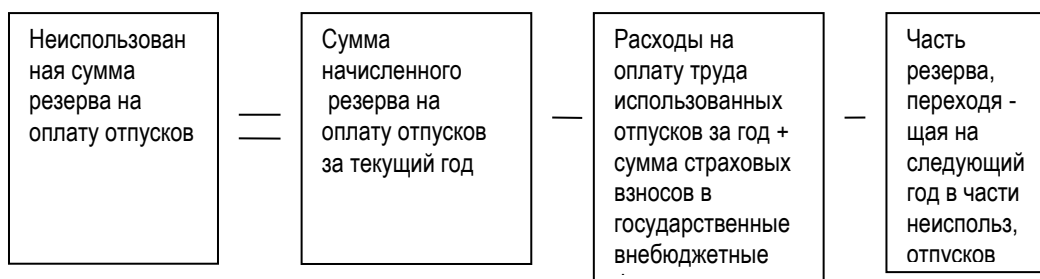 Неиспользован
ная сумма
резерва на
оплату отпусков
Сумма
начисленного
резерва на
оплату отпусков
за текущий год
Расходы на
оплату труда
использованных
отпусков за год +
сумма страховых
взносов в
государственные
внебюджетные
Часть
резерва,
переходя -
щая на
следующий
год в части
неиспольз,
отпусков